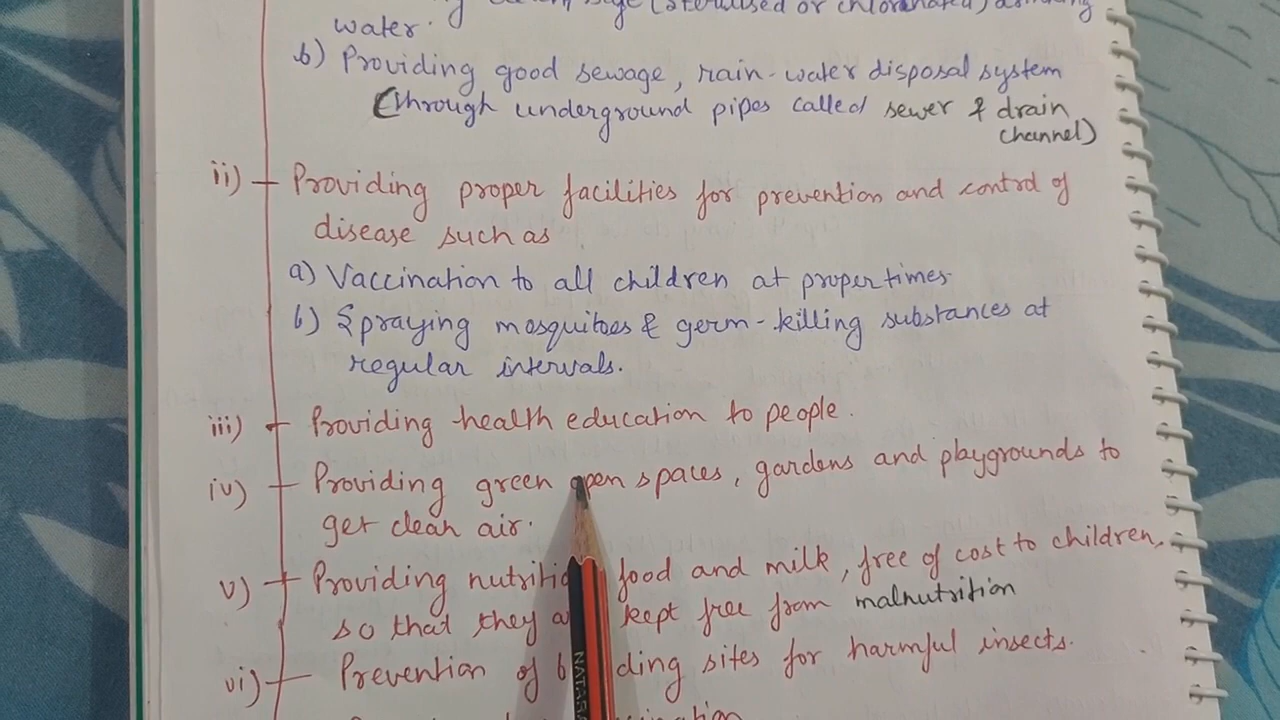 (sterilised or chlorinated) drinking
water.
b) Providing good sewage, rain-water disposal system
(through underground pipes called sewer & drain
channel)
ii) Providing proper facilities for prevention and control of
disease such as
a) Vaccination to all children at proper times.
b) Spraying mosquitoes & germ-killing substances at
regular intervals.
iii) Providing health education to people.
iv) Providing green open spaces, gardens and playgrounds to
get clean air.
v) Providing food and milk, free of cost to children,
so that they kept free from malnutrition
vi) Prevention of sites for harmful insects.